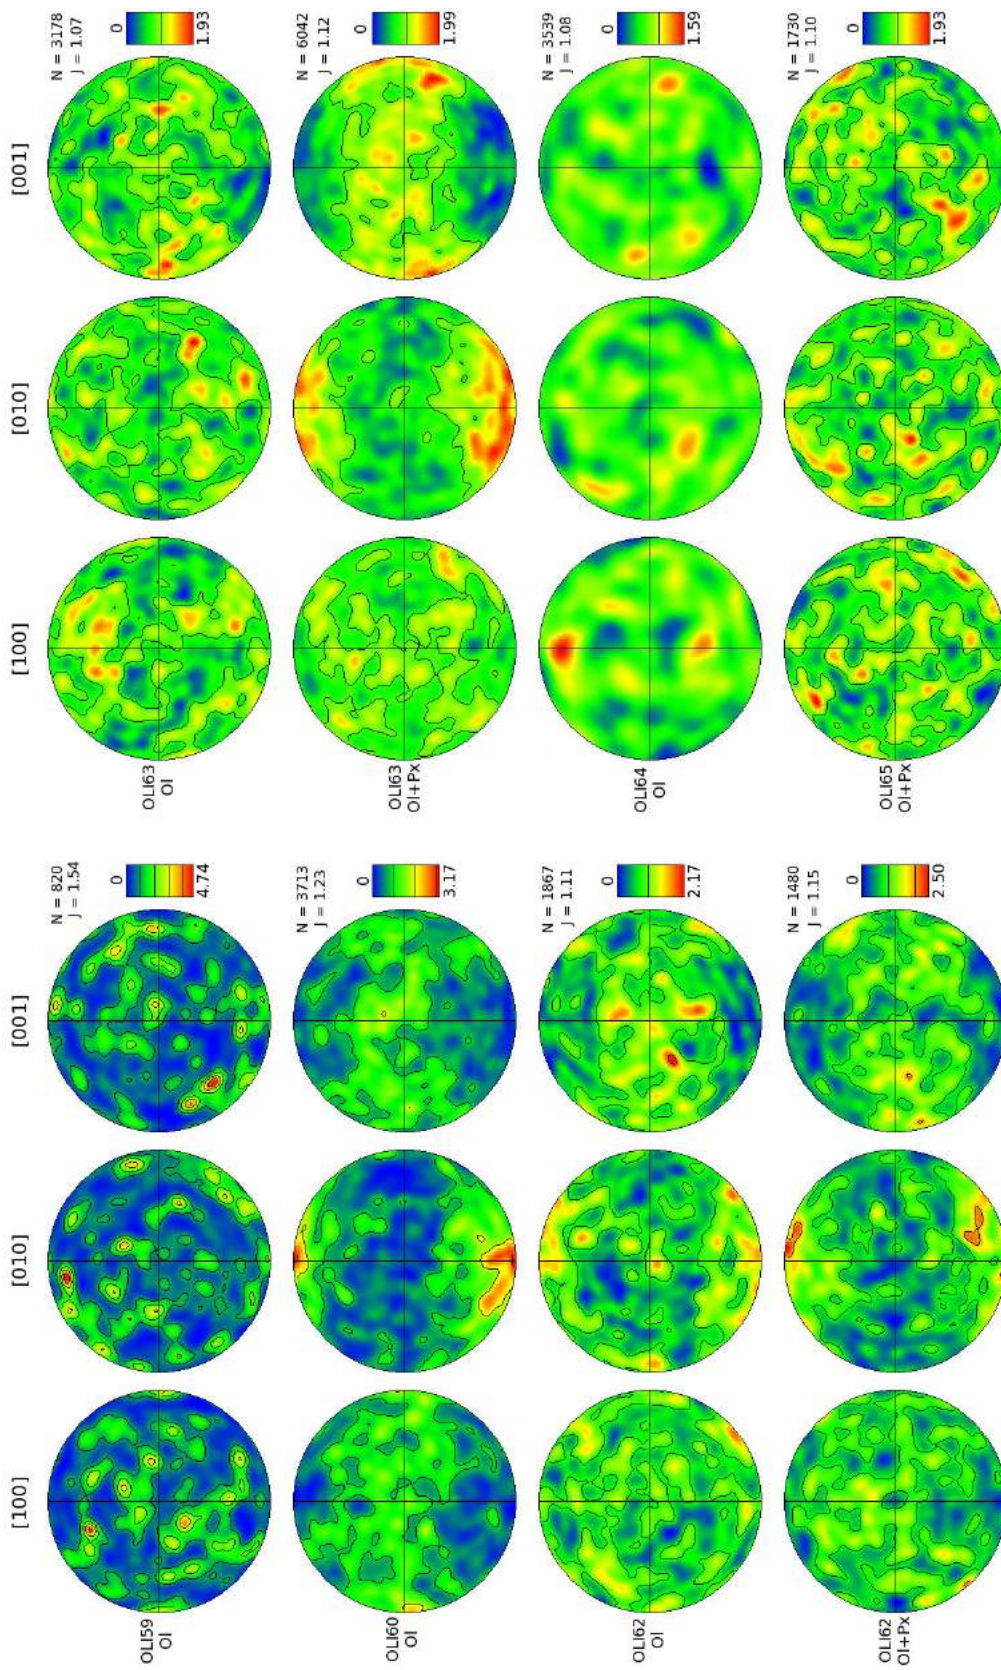 [100] [010] [001]
OLI59
Ol
N = 820
J = 1.54
0
4.74
OLI60
Ol
N = 3713
J = 1.23
0
3.17
OLI62
Ol
N = 1867
J = 1.11
0
2.17
OLI62
Ol+Px
N = 1480
J = 1.15
0
2.50
[100] [010] [001]
OLI63
Ol
N = 3178
J = 1.07
0
1.93
OLI63
Ol+Px
N = 6042
J = 1.12
0
1.99
OLI64
Ol
N = 3539
J = 1.08
0
1.59
OLI65
Ol+Px
N = 1730
J = 1.10
0
1.93